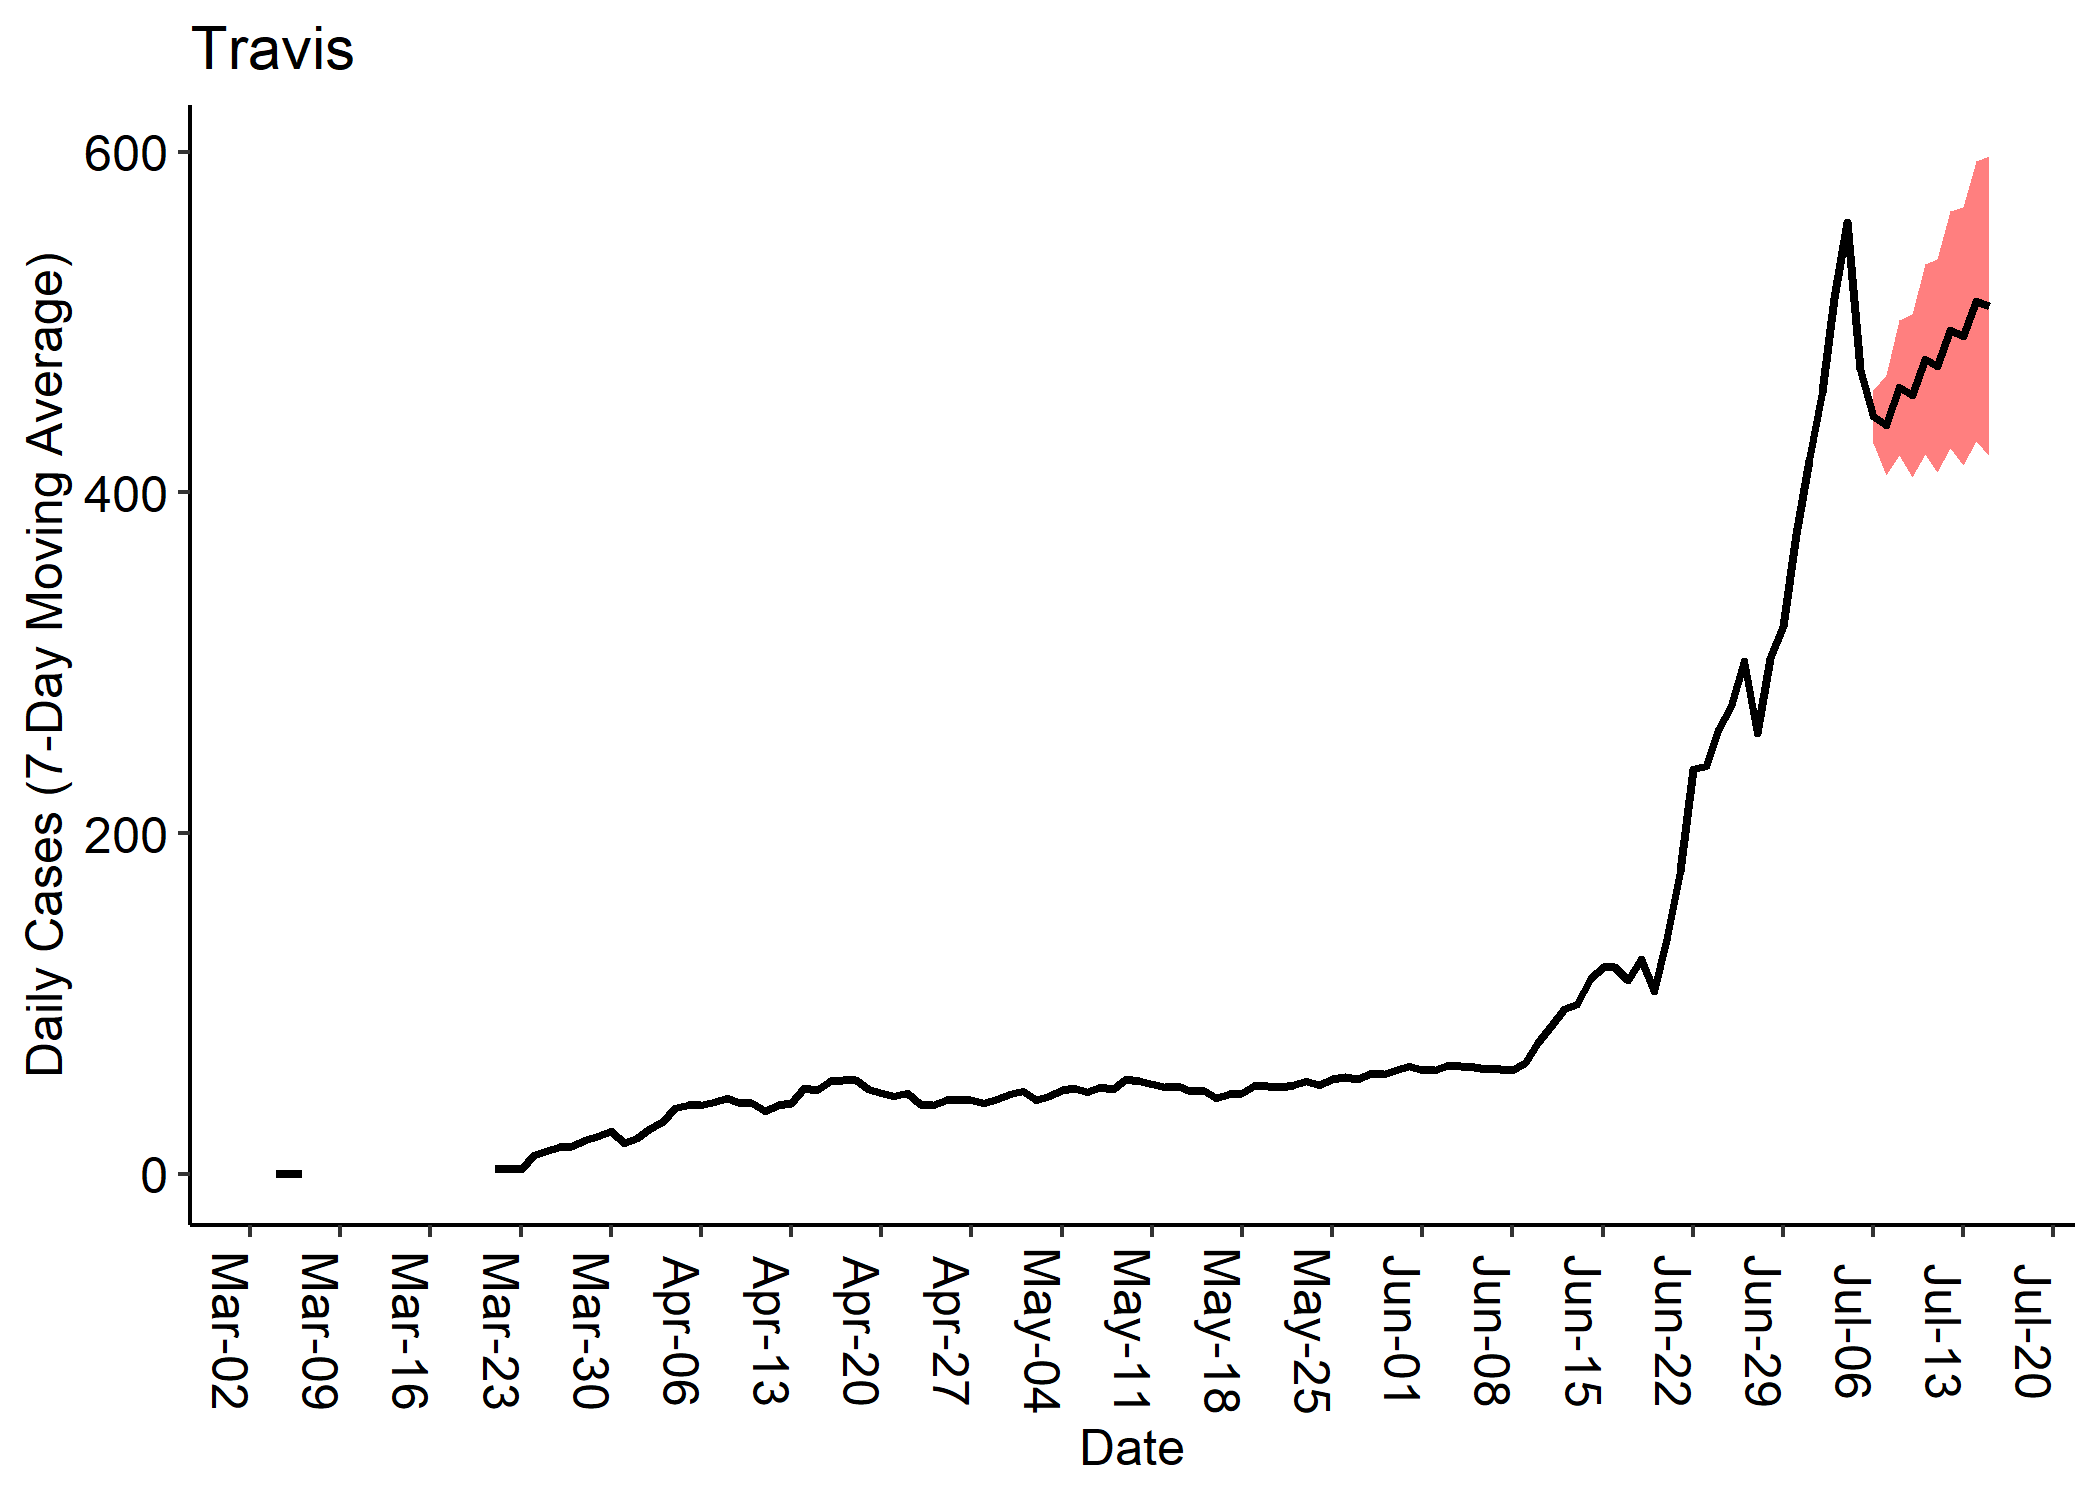 Travis
Daily Cases (7-Day Moving Average)
600
400
200
0
Mar-02
Mar-09
Mar-16
Mar-23
Mar-30
Apr-06
Apr-13
Apr-20
Apr-27
May-04
May-11
May-18
May-25
Jun-01
Jun-08
Jun-15
Jun-22
Jun-29
Jul-06
Jul-13
Jul-20
Date